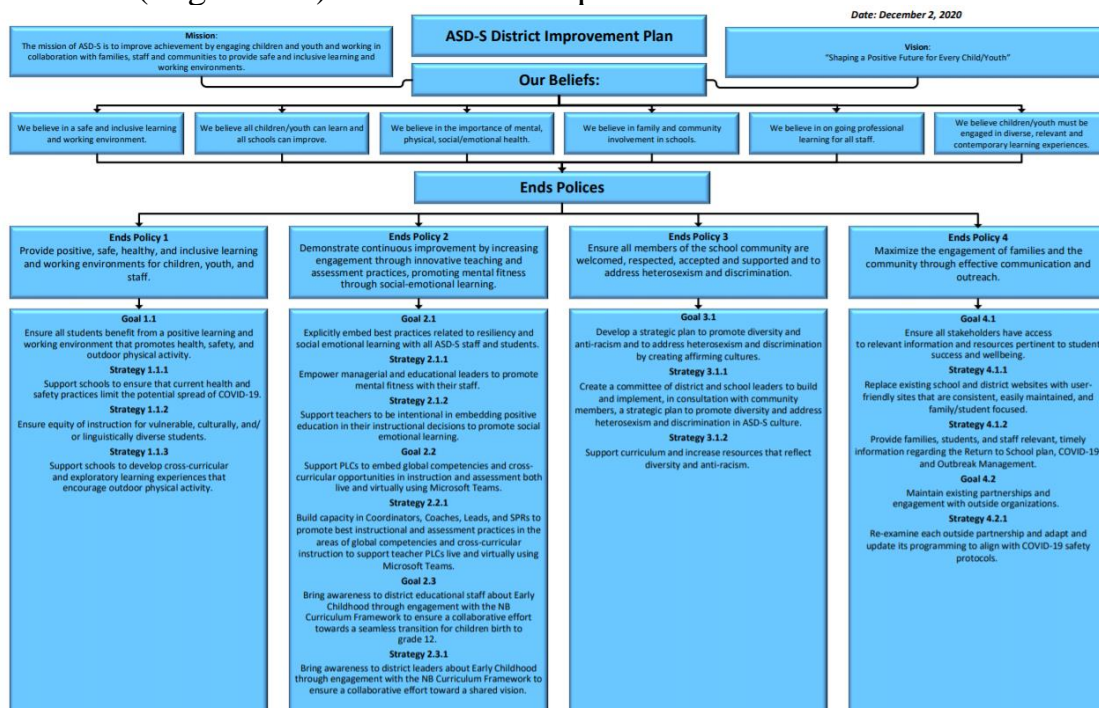 Date: December 2, 2020
Mission:
The mission of ASD-S is to improve achievement by engaging children and youth and working in
collaboration with families, staff and communities to provide safe and inclusive learning and
working environments.
ASD-S District Improvement Plan
Vision:
"Shaping a Positive Future for Every Child/Youth"
Our Beliefs:
We believe in a safe and inclusive learning
and working environment.
We believe all children/youth can learn and
all schools can improve.
We believe in the importance of mental,
physical, social/emotional health.
We believe in family and community
involvement in schools.
We believe in on going professional
learning for all staff.
We believe children/youth must be
engaged in diverse, relevant and
contemporary learning experiences.
Ends Polices
Ends Policy 1
Provide positive, safe, healthy, and inclusive learning
and working environments for children, youth, and
staff.
Goal 1.1
Ensure all students benefit from a positive learning and
working environment that promotes health, safety, and
outdoor physical activity.
Strategy 1.1.1
Support schools to ensure that current health and
safety practices limit the potential spread of COVID-19.
Strategy 1.1.2
Ensure equity of instruction for vulnerable, culturally, and/
or linguistically diverse students.
Strategy 1.1.3
Support schools to develop cross-curricular
and exploratory learning experiences that
encourage outdoor physical activity.
Ends Policy 2
Demonstrate continuous improvement by increasing
engagement through innovative teaching and
assessment practices, promoting mental fitness
through social-emotional learning.
Goal 2.1
Explicitly embed best practices related to resiliency and
social emotional learning with all ASD-S staff and students.
Strategy 2.1.1
Empower managerial and educational leaders to promote
mental fitness with their staff.
Strategy 2.1.2
Support teachers to be intentional in embedding positive
education in their instructional decisions to promote social
emotional learning.
Goal 2.2
Support PLCs to embed global competencies and cross-
curricular opportunities in instruction and assessment both
live and virtually using Microsoft Teams.
Strategy 2.2.1
Build capacity in Coordinators, Coaches, Leads, and SPRs to
promote best instructional and assessment practices in the
areas of global competencies and cross-curricular
instruction to support teacher PLCs live and virtually using
Microsoft Teams.
Goal 2.3
Bring awareness to district educational staff about Early
Childhood through engagement with the NB
Curriculum Framework to ensure a collaborative effort
towards a seamless transition for children birth to
grade 12.
Strategy 2.3.1
Bring awareness to district leaders about Early Childhood
through engagement with the NB Curriculum Framework to
ensure a collaborative effort toward a shared vision.
Ends Policy 3
Ensure all members of the school community are
welcomed, respected, accepted and supported and to
address heterosexism and discrimination.
Goal 3.1
Develop a strategic plan to promote diversity and
anti-racism and to address heterosexism and discrimination
by creating affirming cultures.
Strategy 3.1.1
Create a committee of district and school leaders to build
and implement, in consultation with community
members, a strategic plan to promote diversity and address
heterosexism and discrimination in ASD-S culture.
Strategy 3.1.2
Support curriculum and increase resources that reflect
diversity and anti-racism.
Ends Policy 4
Maximize the engagement of families and the
community through effective communication and
outreach.
Goal 4.1
Ensure all stakeholders have access
to relevant information and resources pertinent to student
success and wellbeing.
Strategy 4.1.1
Replace existing school and district websites with user-
friendly sites that are consistent, easily maintained, and
family/student focused.
Strategy 4.1.2
Provide families, students, and staff relevant, timely
information regarding the Return to School plan, COVID-19
and Outbreak Management.
Goal 4.2
Maintain existing partnerships and
engagement with outside organizations.
Strategy 4.2.1
Re-examine each outside partnership and adapt and
update its programming to align with COVID-19 safety
protocols.